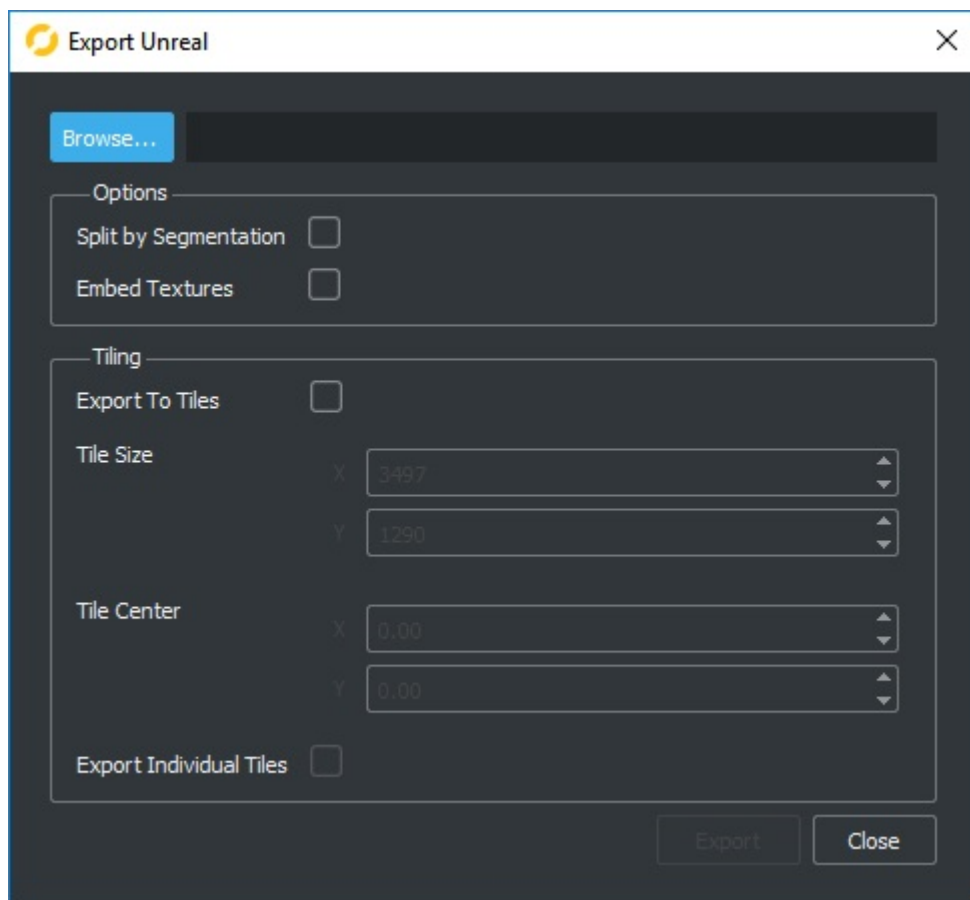 Export Unreal
Browse...
Options
Split by Segmentation
Embed Textures
Tiling
Export To Tiles
Tile Size
X 3497
Y 1290
Tile Center
X 0.00
Y 0.00
Export Individual Tiles
Export Close